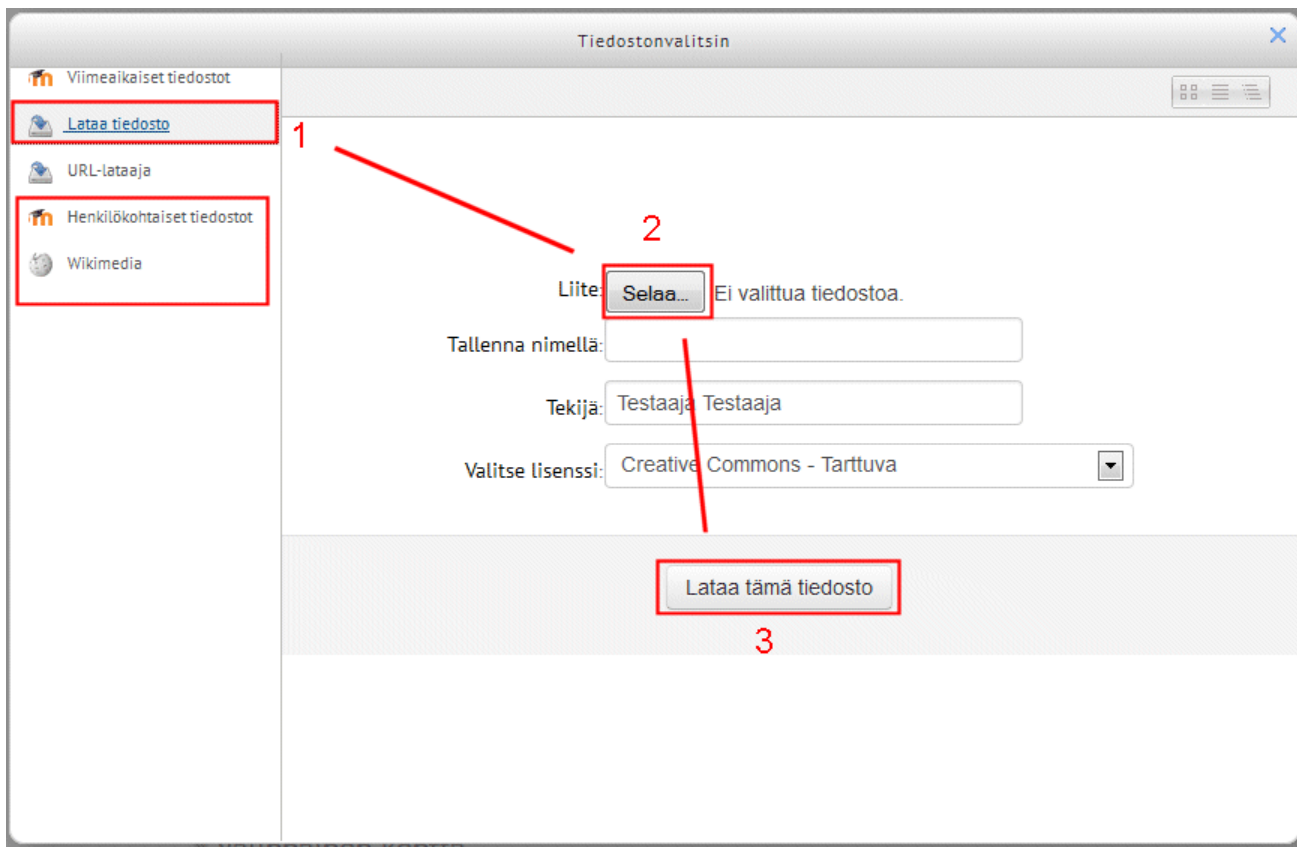 Tiedostonvalitsin
Viimeaikaiset tiedostot
Lataa tiedosto
1
URL-lataaja
Henkilökohtaiset tiedostot
Wikimedia
2
Liite: Selaa... Ei valittua tiedostoa.
Tallenna nimellä:
Tekijä: Testaaja Testaaja
Valitse lisenssi: Creative Commons - Tarttuva
Lataa tämä tiedosto
3